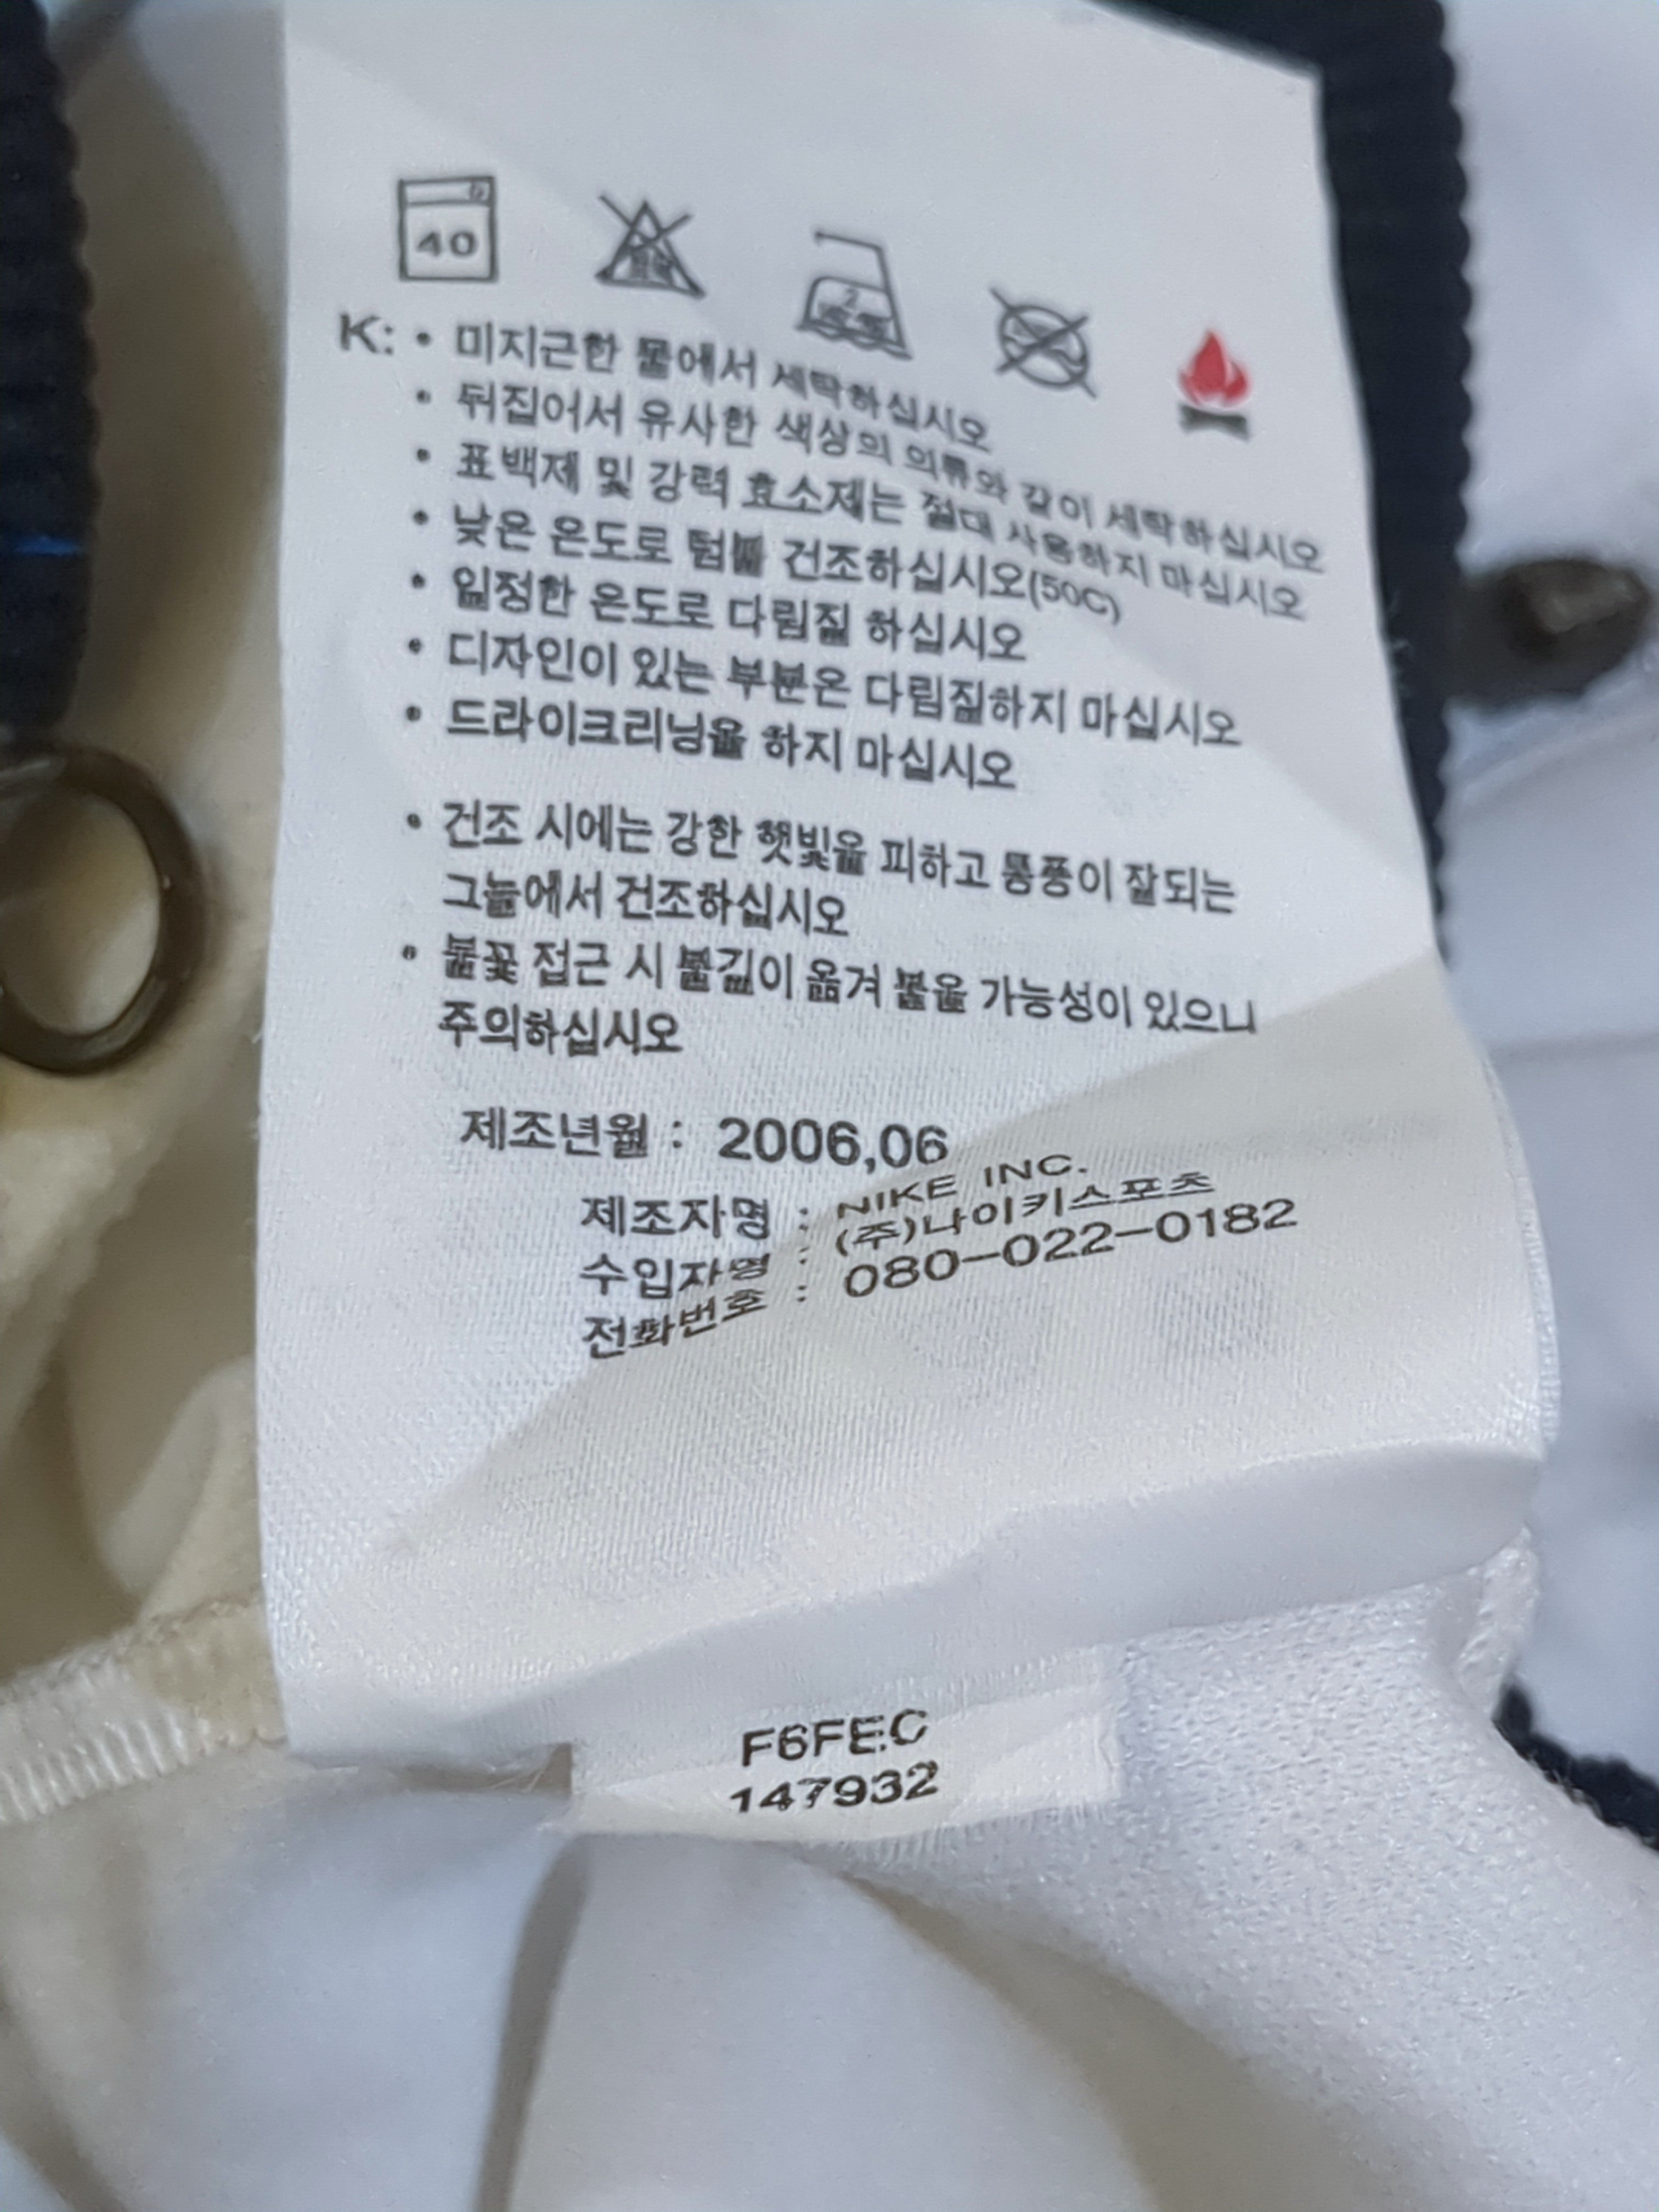 40
K: • 미지근한 물에서 세탁하십시오
• 뒤집어서 유사한 색상의 의류와 같이 세탁하십시오
• 표백제 및 강력 효소제는 절대 사용하지 마십시오
• 낮은 온도로 텀블 건조하십시오(50C)
• 일정한 온도로 다림질 하십시오
• 디자인이 있는 부분은 다림질하지 마십시오
• 드라이크리닝을 하지 마십시오
• 건조 시에는 강한 햇빛을 피하고 통풍이 잘되는
그늘에서 건조하십시오
• 불꽃 접근 시 불길이 옮겨 붙을 가능성이 있으니
주의하십시오
제조년월 : 2006,06
제조자명 : NIKE INC.
수입자명 : (주)나이키스포츠
전화번호 : 080-022-0182
F6FEC
147932